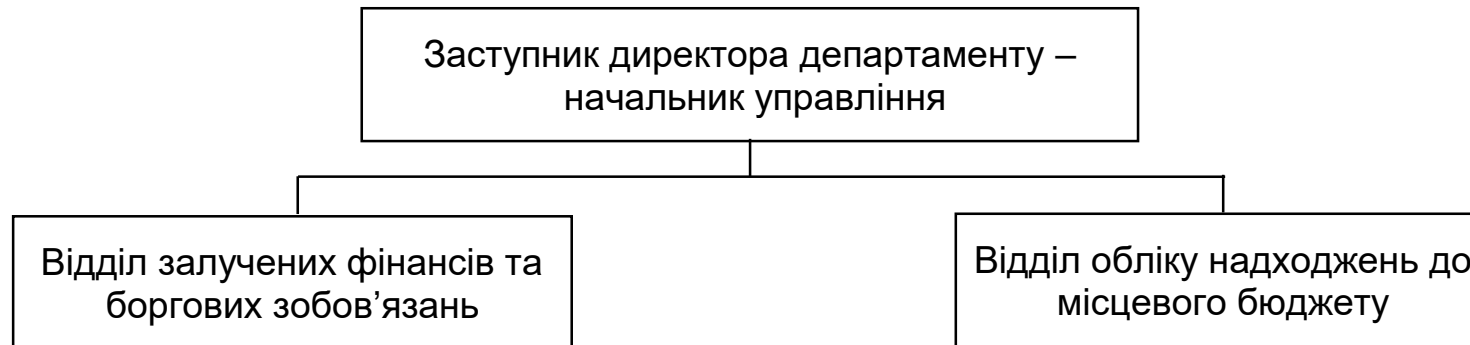 Заступник директора департаменту –
начальник управління
Відділ залучених фінансів та
боргових зобов’язань
Відділ обліку надходжень до
місцевого бюджету